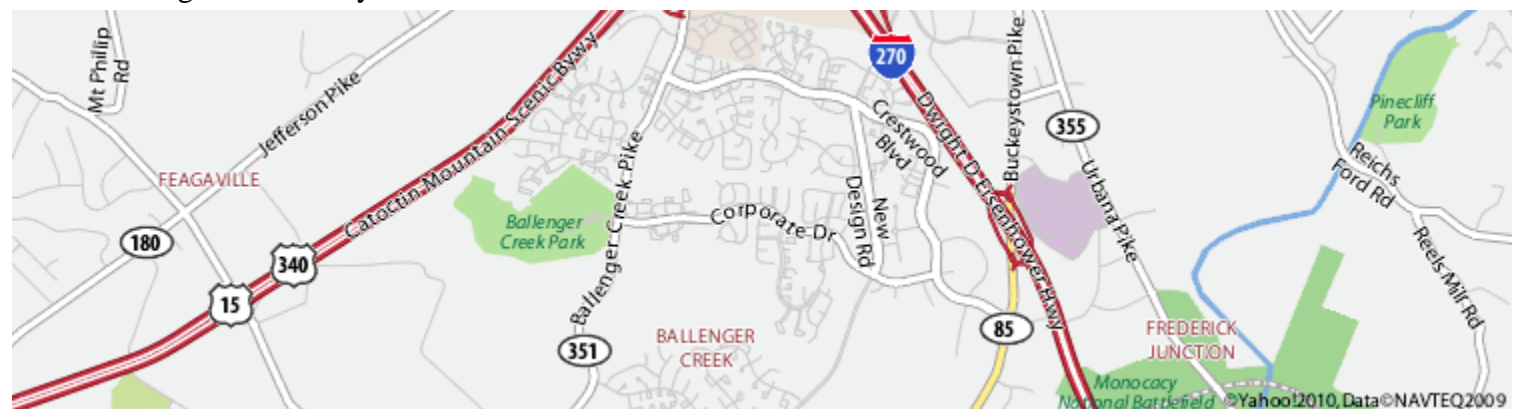 Mt Phillip
Rd
Jefferson Pike
Catoctin Mountain Scenic Bywy
FEAGAVILLE
180
340
15
Ballenger
Creek Park
Ballenger Creek Pike
351
Corporate Dr
BALLENGER
CREEK
New
Design Rd
Crestwood
Blvd
270
Dwight D Eisenhower Hwy
Buckeystown Pike
85
355
Urbana Pike
Pinecliff
Park
Reichs
Ford Rd
Reels Mill Rd
FREDERICK
JUNCTION
Monocacy
National Battlefield
©Yahoo!2010,Data©NAVTEQ2009